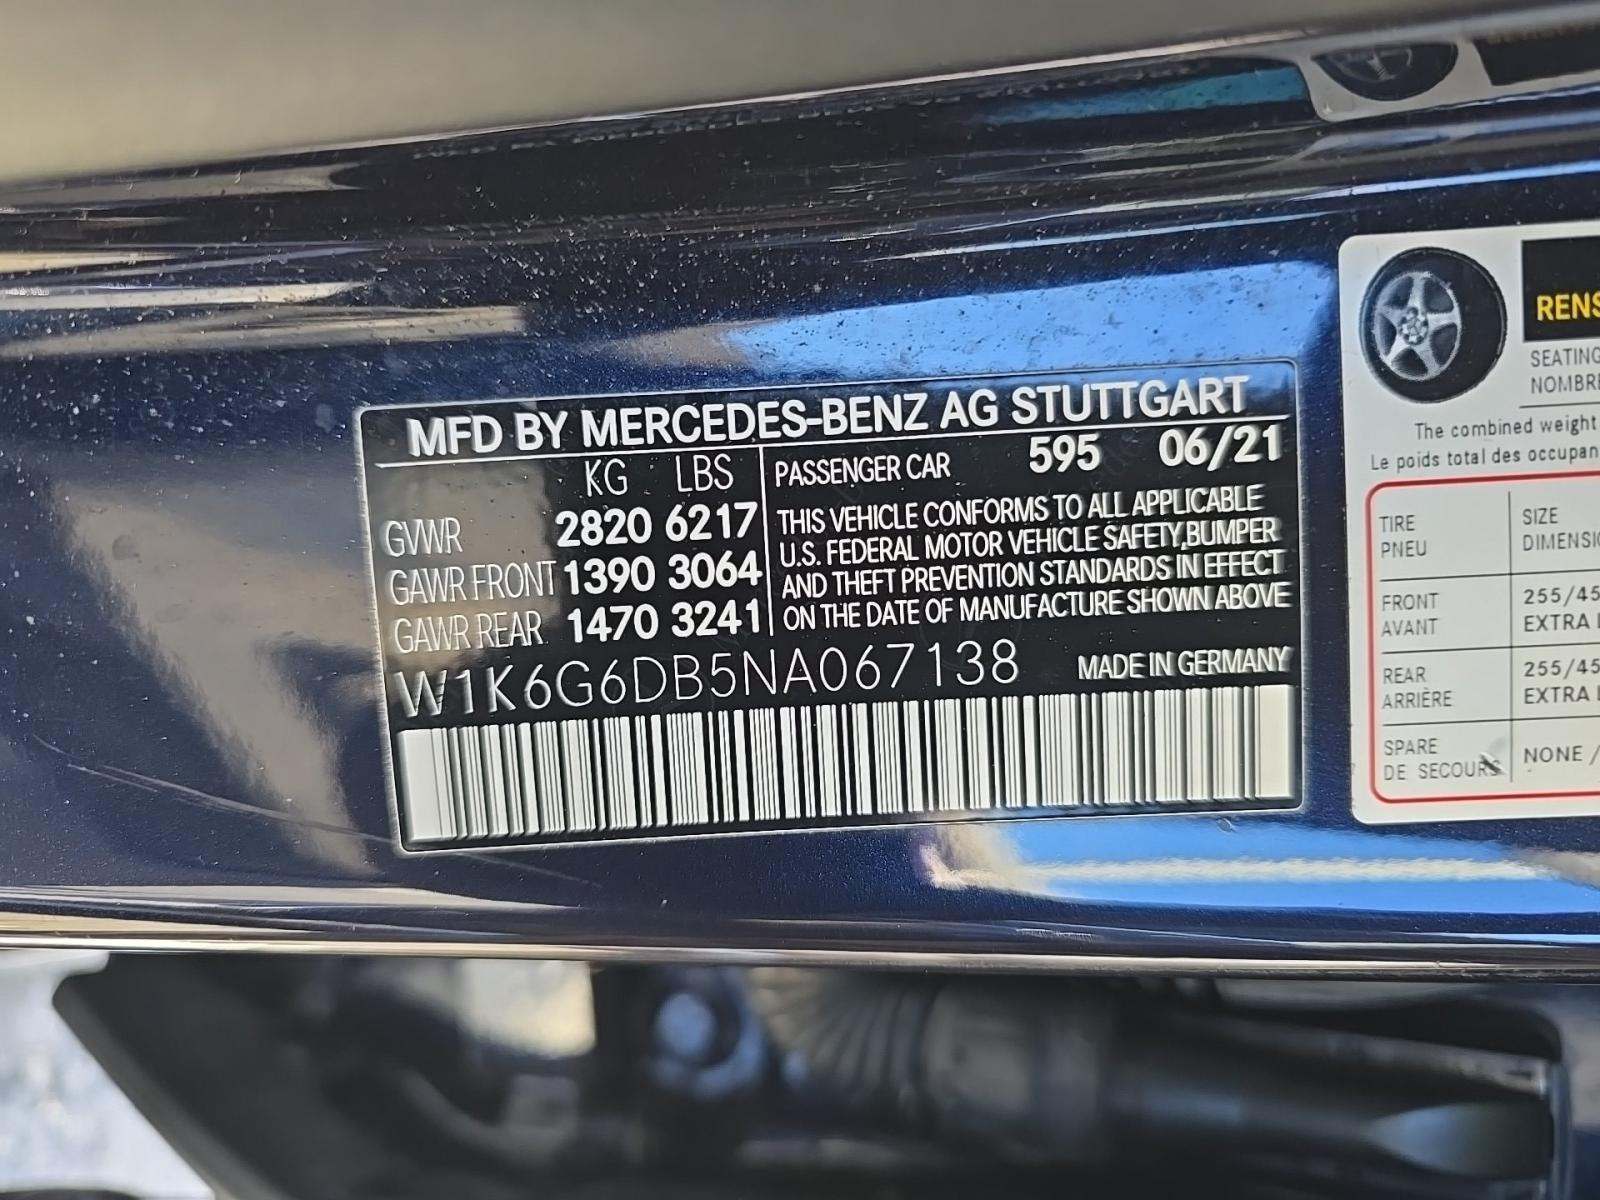 MFD BY MERCEDES-BENZ AG STUTTGART
KG LBS
GVWR 2820 6217
GAWR FRONT 1390 3064
GAWR REAR 1470 3241
PASSENGER CAR 595 06/21
THIS VEHICLE CONFORMS TO ALL APPLICABLE
U.S. FEDERAL MOTOR VEHICLE SAFETY,BUMPER
AND THEFT PREVENTION STANDARDS IN EFFECT
ON THE DATE OF MANUFACTURE SHOWN ABOVE
W1K6G6DB5NA067138 MADE IN GERMANY
RENS
SEATING
NOMBRE
The combined weight
Le poids total des occupan
TIRE SIZE
PNEU DIMENSIO
FRONT 255/45
AVANT EXTRA L
REAR 255/45
ARRIÈRE EXTRA L
SPARE NONE /
DE SECOURS